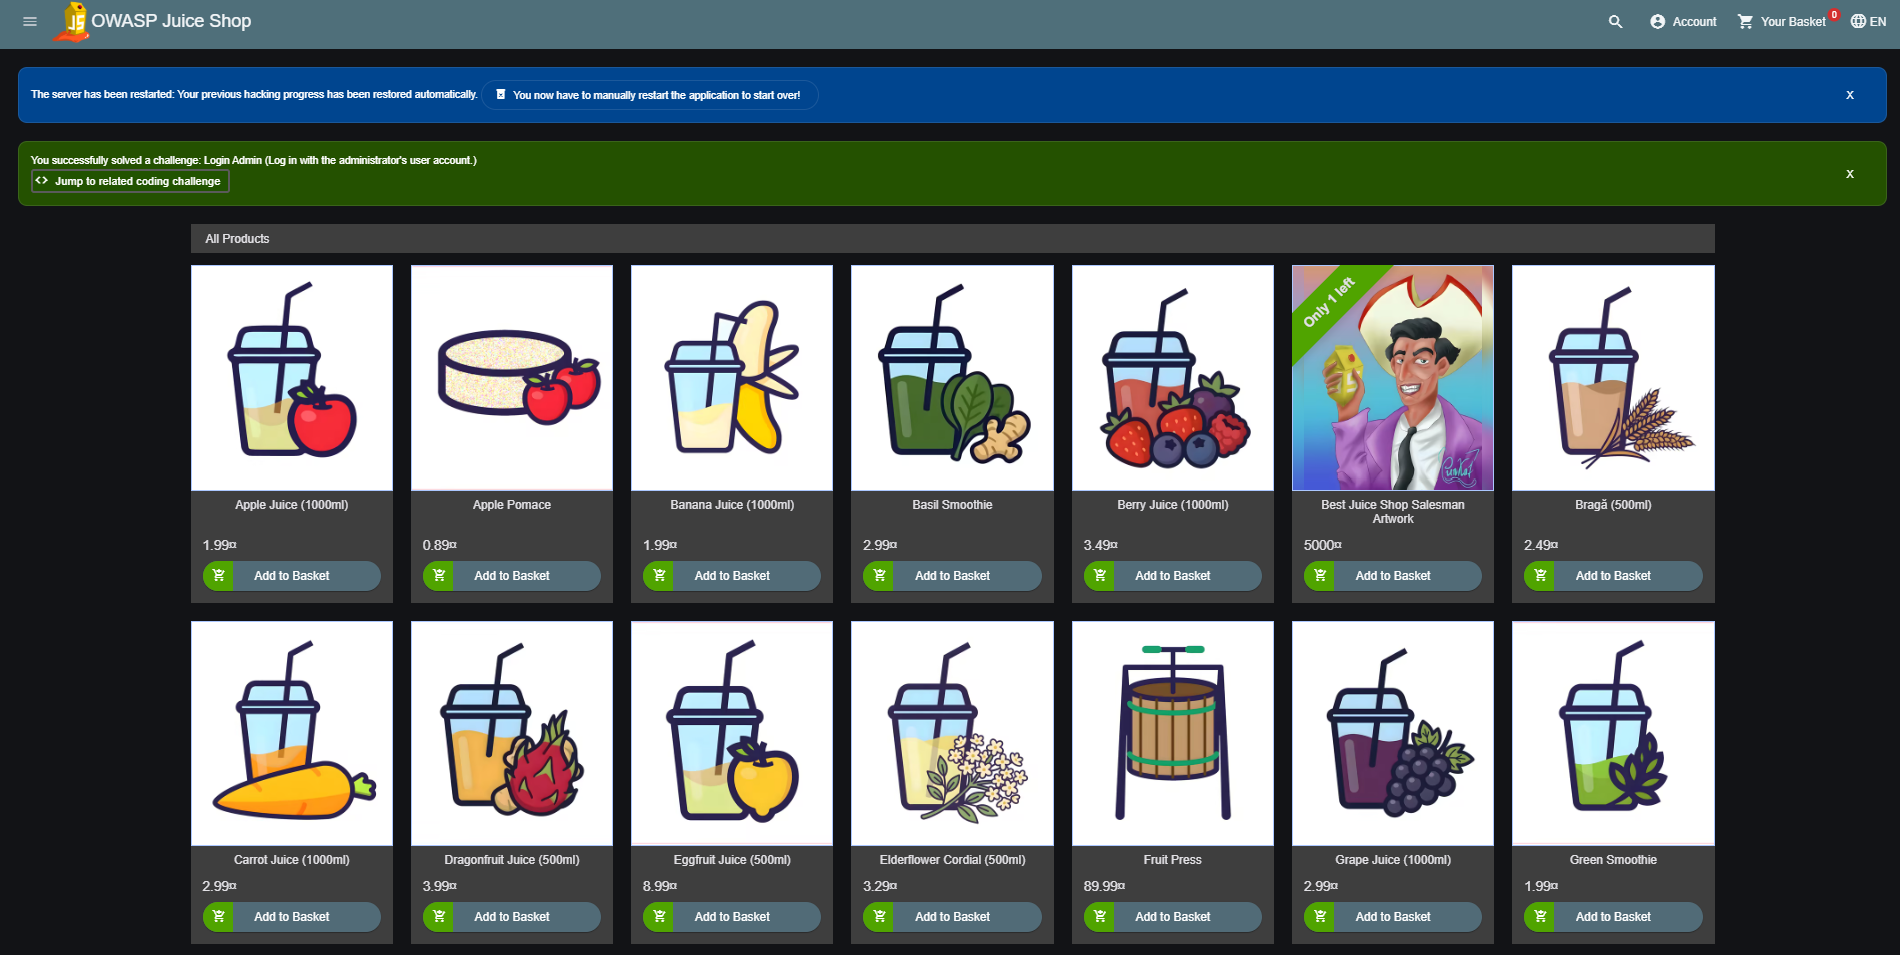 OWASP Juice Shop
Account
Your Basket
0
EN
The server has been restarted: Your previous hacking progress has been restored automatically.
You now have to manually restart the application to start over!
X
You successfully solved a challenge: Login Admin (Log in with the administrator's user account.)
X
<> Jump to related coding challenge
All Products
Only 1 left
Apple Juice (1000ml)
Apple Pomace
Banana Juice (1000ml)
Basil Smoothie
Berry Juice (1000ml)
Best Juice Shop Salesman
Artwork
Bragă (500ml)
1.99¤
0.89¤
1.99¤
2.99¤
3.49¤
5000¤
2.49¤
Add to Basket
Add to Basket
Add to Basket
Add to Basket
Add to Basket
Add to Basket
Add to Basket
Carrot Juice (1000ml)
Dragonfruit Juice (500ml)
Eggfruit Juice (500ml)
Elderflower Cordial (500ml)
Fruit Press
Grape Juice (1000ml)
Green Smoothie
2.99¤
3.99¤
8.99¤
3.29¤
89.99¤
2.99¤
1.99¤
Add to Basket
Add to Basket
Add to Basket
Add to Basket
Add to Basket
Add to Basket
Add to Basket